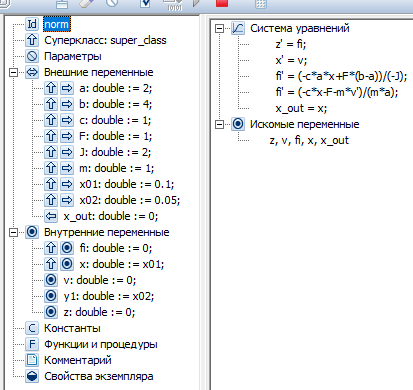 Id norm
Суперкласс: super_class
Параметры
Внешние переменные
a: double := 2;
b: double := 4;
c: double := 1;
F: double := 1;
J: double := 2;
m: double := 1;
x01: double := 0.1;
x02: double := 0.05;
x_out: double := 0;
Внутренние переменные
fi: double := 0;
x: double := x01;
v: double := 0;
y1: double := x02;
z: double := 0;
C Константы
F Функции и процедуры
Комментарий
Свойства экземпляра
Система уравнений
z' = fi;
x' = v;
fi' = (-c*a*x+F*(b-a))/(-J);
fi' = (-c*x-F-m*v')/(m*a);
x_out = x;
Искомые переменные
z, v, fi, x, x_out